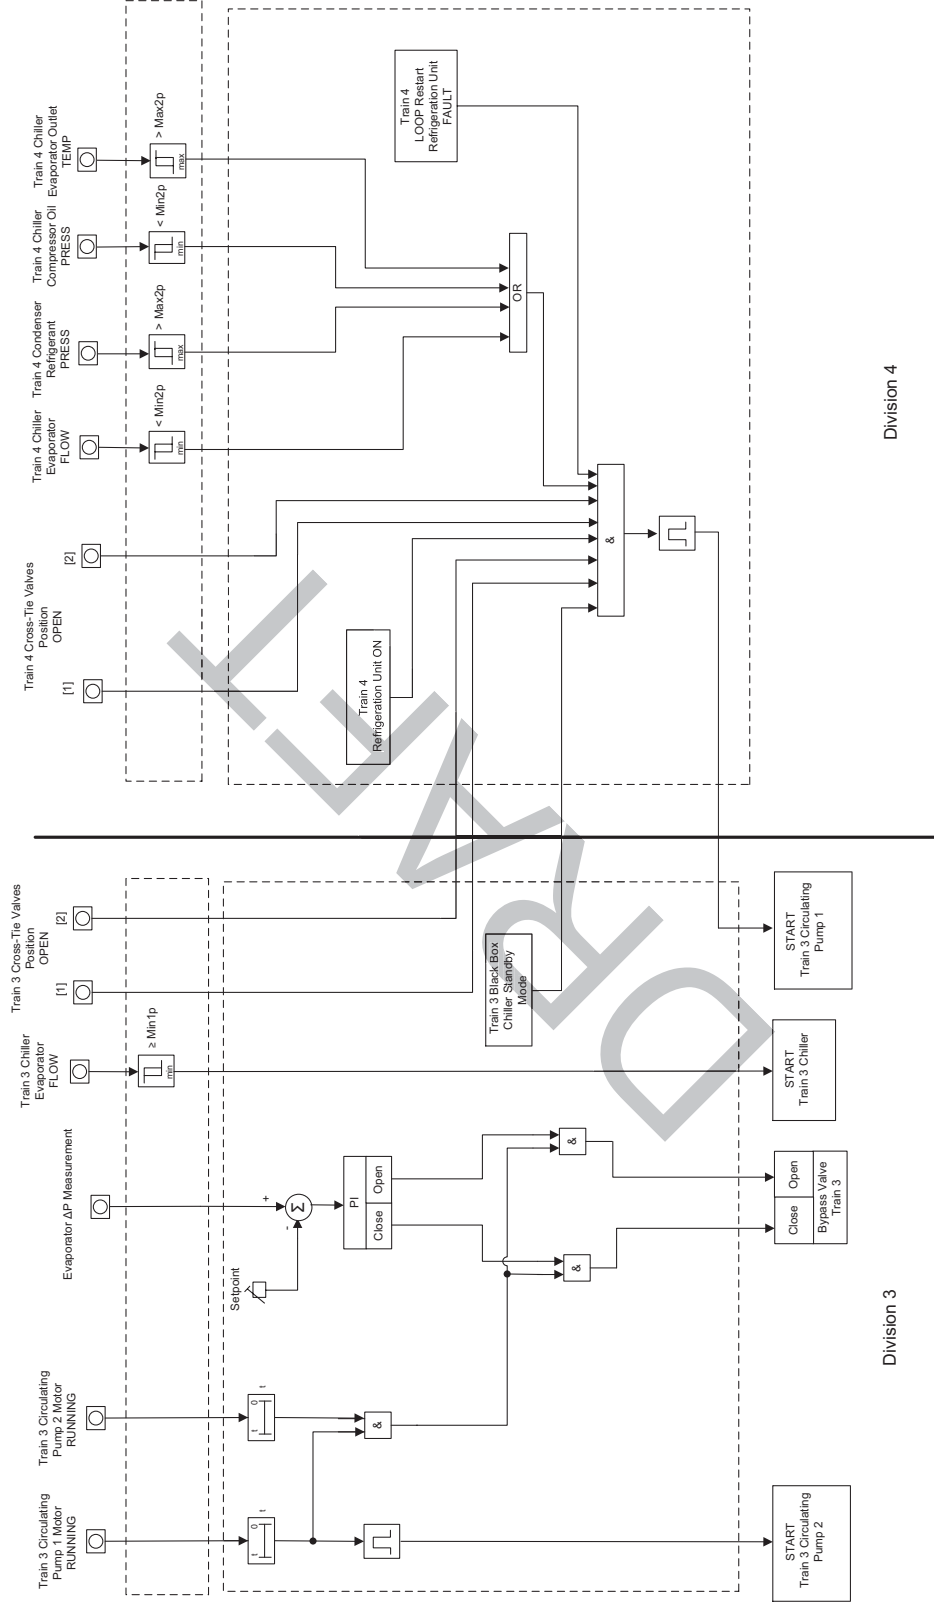 Train 3 Circulating
Pump 1 Motor
RUNNING
Train 3 Circulating
Pump 2 Motor
RUNNING
Evaporator ΔP Measurement
Train 3 Chiller
Evaporator
FLOW
Train 3 Cross-Tie Valves
Position
OPEN
[1]
[2]
Train 4 Cross-Tie Valves
Position
OPEN
[1]
[2]
Train 4 Chiller
Evaporator
FLOW
Train 4 Condenser
Refrigerant
PRESS
Train 4 Chiller
Compressor Oil
PRESS
Train 4 Chiller
Evaporator Outlet
TEMP
min
≥ Min1p
min
< Min2p
max
> Max2p
min
< Min2p
max
> Max2p
t 0
t
t 0
t
Setpoint
+
-
Σ
PI
Close
Open
&
&
&
Train 3 Black Box
Chiller Standby
Mode
Train 4
Refrigeration Unit ON
Train 4
LOOP Restart
Refrigeration Unit
FAULT
OR
&
START
Train 3 Circulating
Pump 2
Close
Open
Bypass Valve
Train 3
START
Train 3 Chiller
START
Train 3 Circulating
Pump 1
Division 3
Division 4
DRAFT